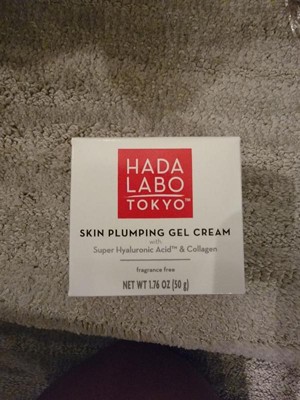 HADA
LABO
TOKYO™
SKIN PLUMPING GEL CREAM
with
Super Hyaluronic Acid™ & Collagen
fragrance free
NET WT 1.76 OZ (50 g)